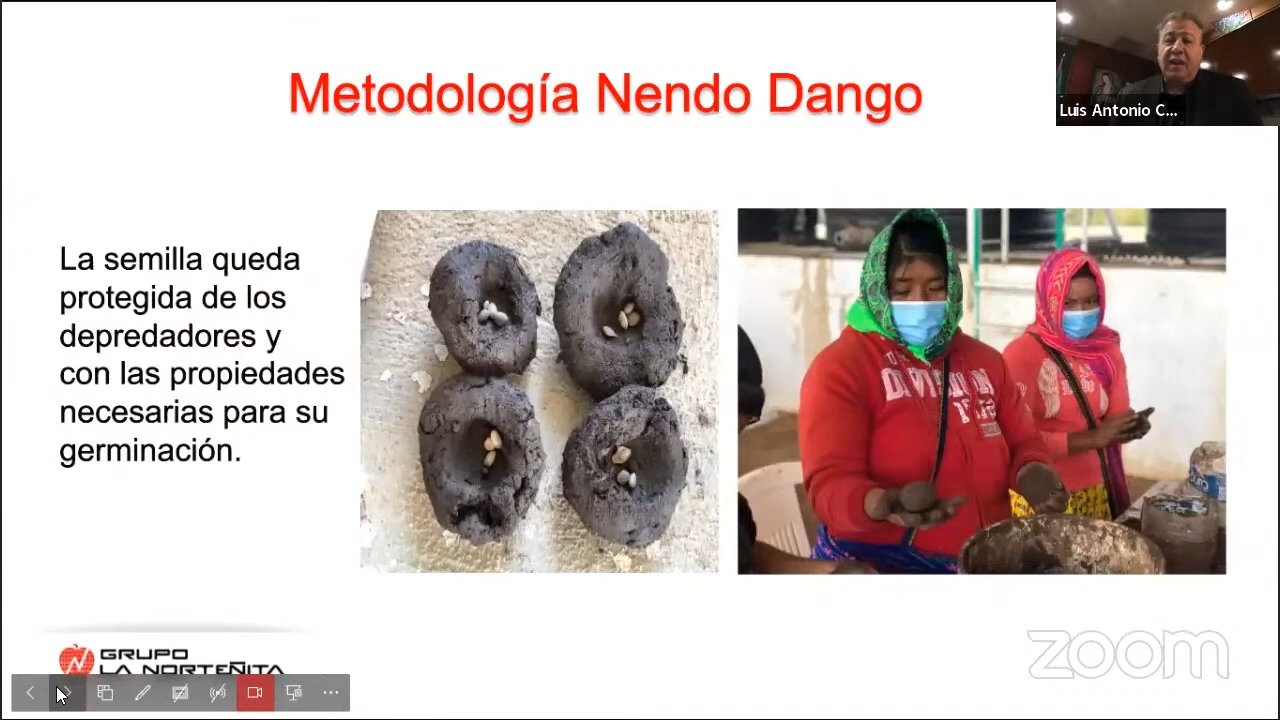 Metodología Nendo Dango
Luis Antonio C...
La semilla queda
protegida de los
depredadores y
con las propiedades
necesarias para su
germinación.
DIVISION
GRUPO
LA NORTEÑITA
zoom